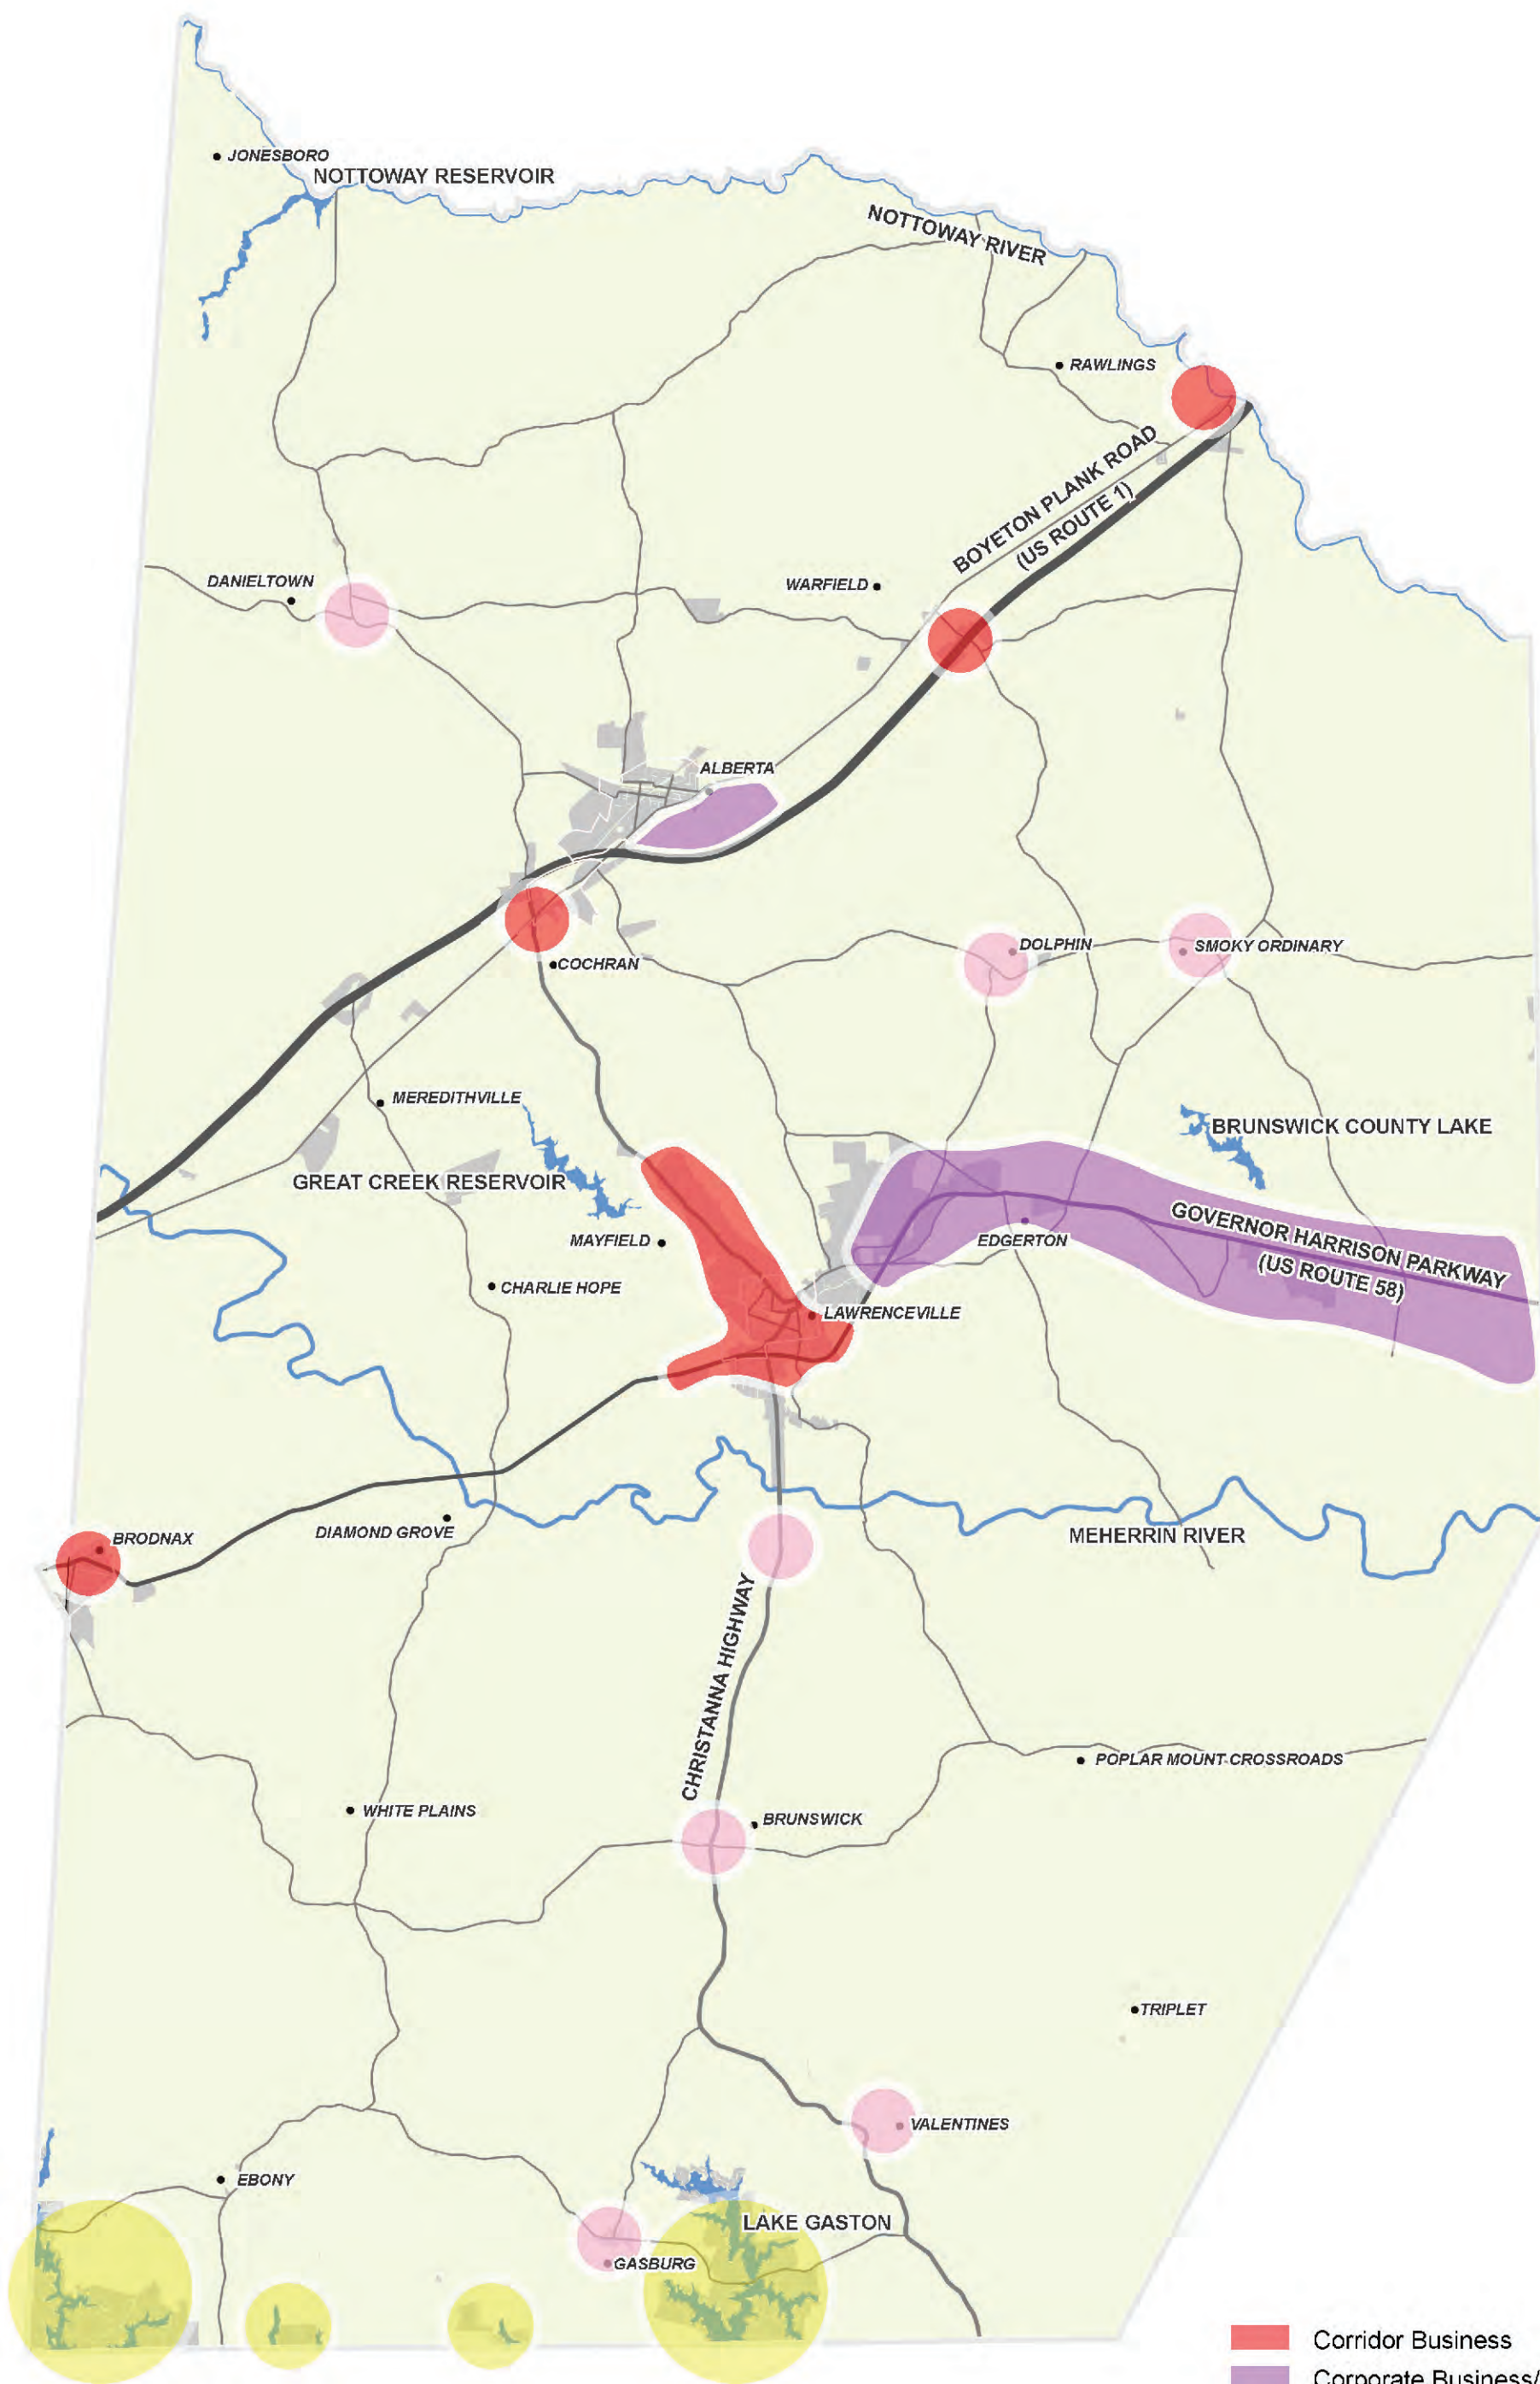 JONESBORO
NOTTOWAY RESERVOIR
NOTTOWAY RIVER
RAWLINGS
BOYETON PLANK ROAD
(US ROUTE 1)
DANIELTOWN
WARFIELD
ALBERTA
DOLPHIN
SMOKY ORDINARY
COCHRAN
MEREDITHVILLE
BRUNSWICK COUNTY LAKE
GREAT CREEK RESERVOIR
GOVERNOR HARRISON PARKWAY
(US ROUTE 58)
MAYFIELD
EDGERTON
CHARLIE HOPE
LAWRENCEVILLE
DIAMOND GROVE
BRODNAX
MEHERRIN RIVER
CHRISTANNA HIGHWAY
POPLAR MOUNT CROSSROADS
WHITE PLAINS
BRUNSWICK
TRIPLET
VALENTINES
EBONY
LAKE GASTON
GASBURG
Corridor Business
Corporate Business/